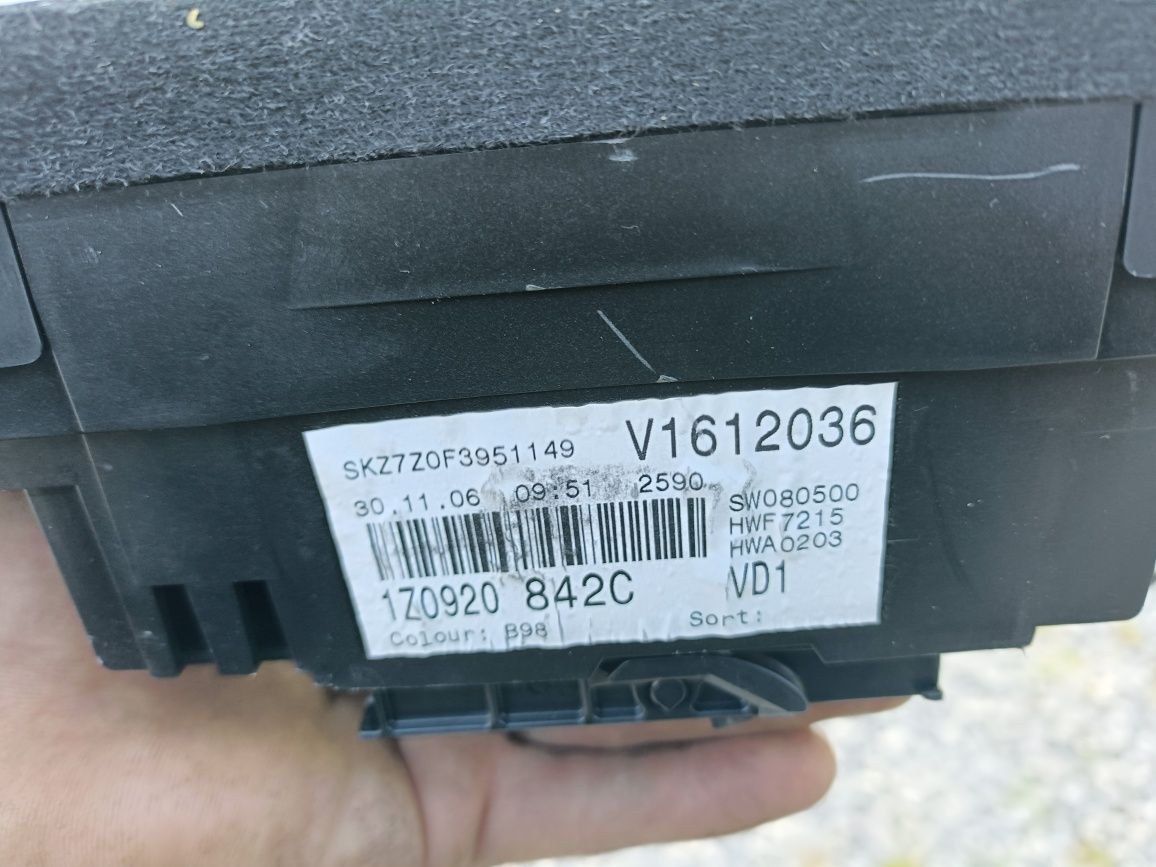 SKZ7Z0F3951149 V1612036
30.11.06 09:51 2590
SW080500
HWF7215
HWA0203
1Z0920 842C VD1
Colour: B98 Sort: